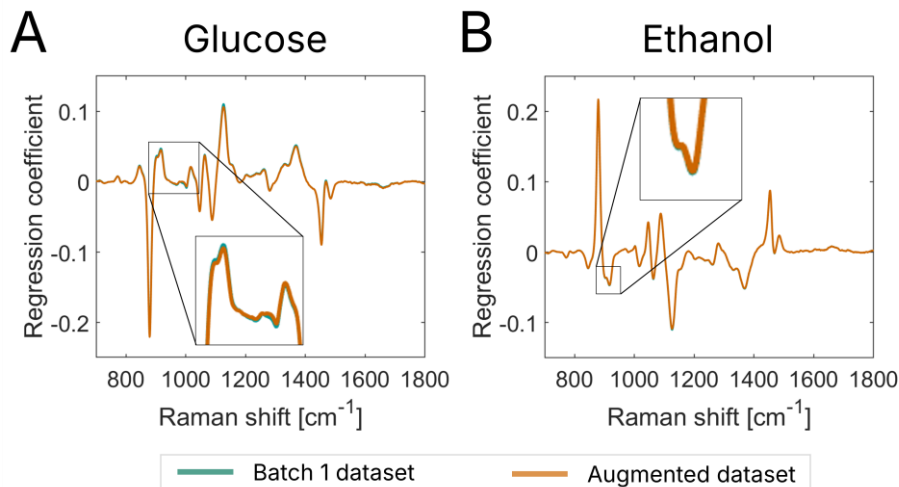 A Glucose
B Ethanol
Regression coefficient
0.1
0
-0.1
-0.2
800 1000 1200 1400 1600 1800
Raman shift [cm⁻¹]
Regression coefficient
0.2
0.1
0
-0.1
800 1000 1200 1400 1600 1800
Raman shift [cm⁻¹]
Batch 1 dataset
Augmented dataset